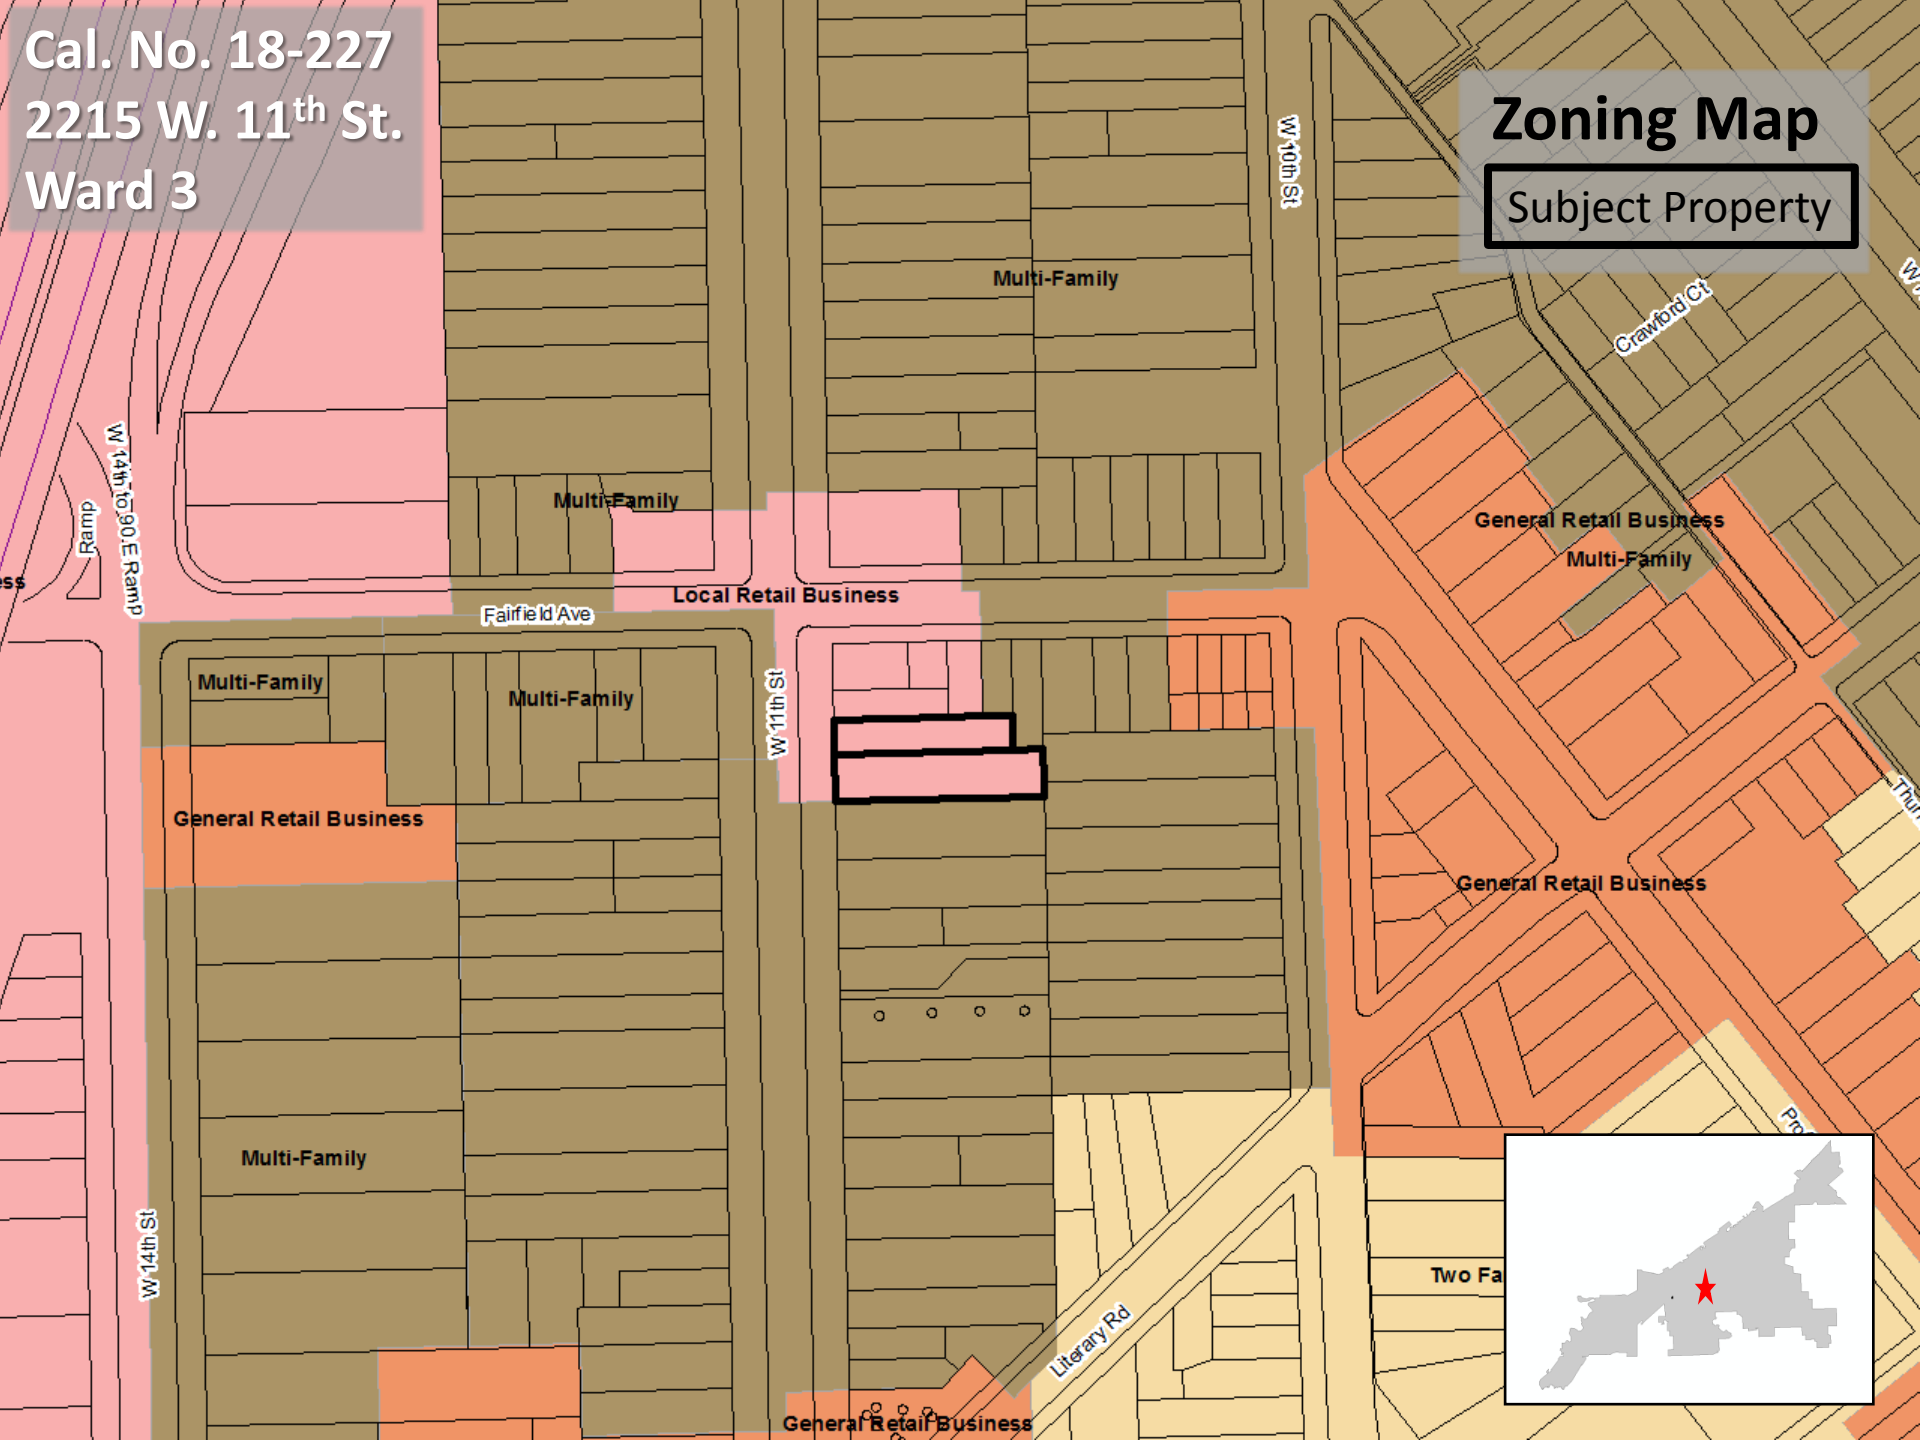 Cal. No. 18-227
2215 W. 11th St.
Ward 3
Zoning Map
Subject Property
W 10th St
Multi-Family
Crawford Ct
W 14th to 90 E Ramp
Ramp
Multi-Family
General Retail Business
Multi-Family
Local Retail Business
Fairfield Ave
Multi-Family
Multi-Family
W 11th St
General Retail Business
General Retail Business
Multi-Family
W 14th St
Two Fa
Literary Rd
General Retail Business